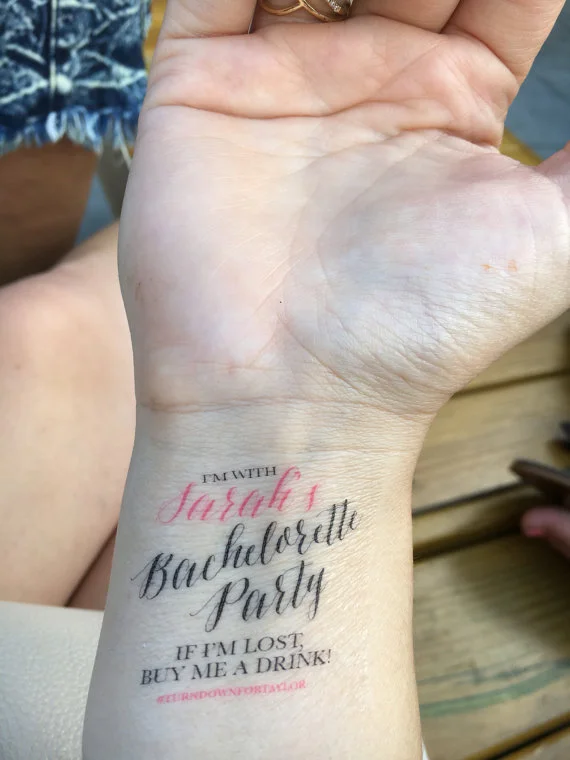 I'M WITH
Sarah's
Bachelorette
Party
IF I'M LOST,
BUY ME A DRINK!
#TURNDOWNFORTAYLOR